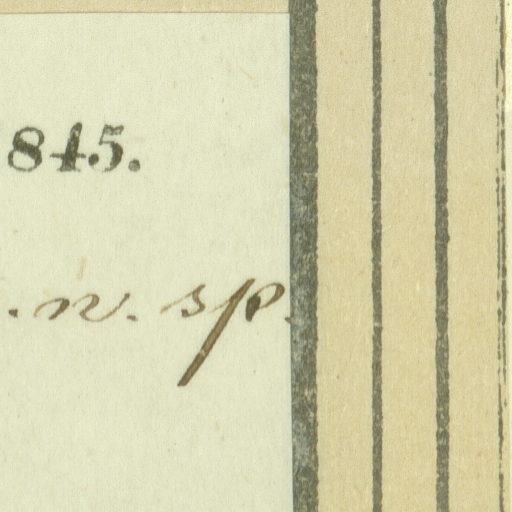 845.
. n. sp.